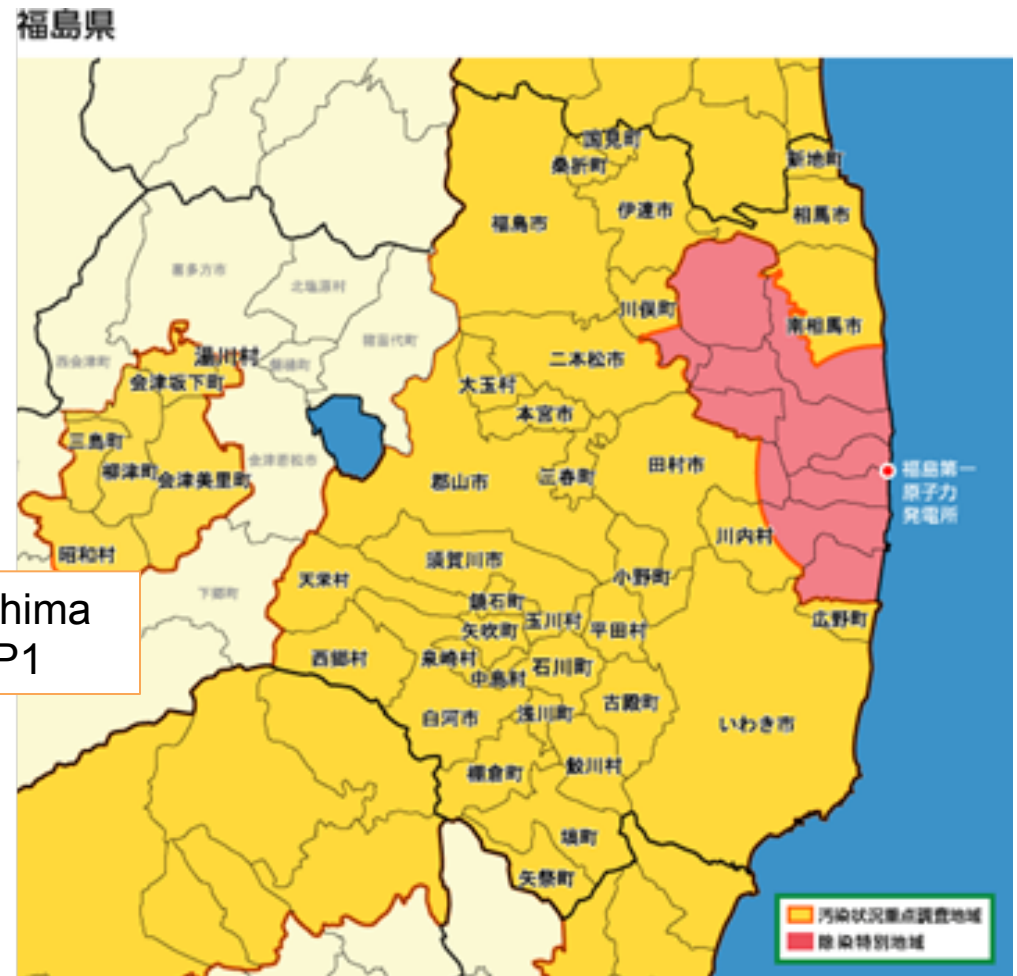 福島県
国見町
桑折町
新地町
福島市
伊達市
相馬市
喜多方市
北塩原村
川俣町
南相馬市
猪苗代町
西会津町
湯川村
磐梯町
二本松市
会津坂下町
大玉村
本宮市
三島町
柳津町
会津美里町
会津若松市
郡山市
三春町
田村市
福島第一
原子力
発電所
昭和村
川内村
須賀川市
天栄村
小野町
下郷町
鏡石町
hima
P1
矢吹町
玉川村
平田村
広野町
西郷村
泉崎村
中島村
石川町
古殿町
白河市
浅川町
いわき市
棚倉町
鮫川村
塙町
矢祭町
汚染状況重点調査地域
除染特別地域